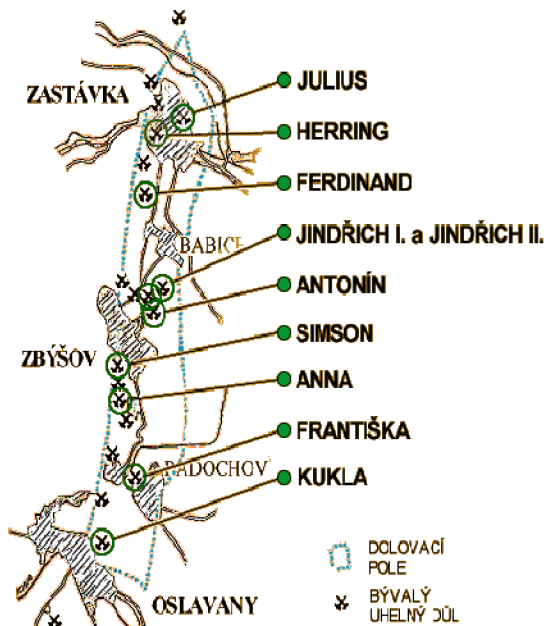 JULIUS
ZASTÁVKA
HERRING
FERDINAND
JINDŘICH I. a JINDŘICH II.
BABICE
ANTONÍN
SIMSON
ZBÝŠOV
ANNA
FRANTIŠKA
PADOCHOV
KUKLA
DOLOVACÍ
POLE
BÝVALÝ
UHELNÝ DŮL
OSLAVANY